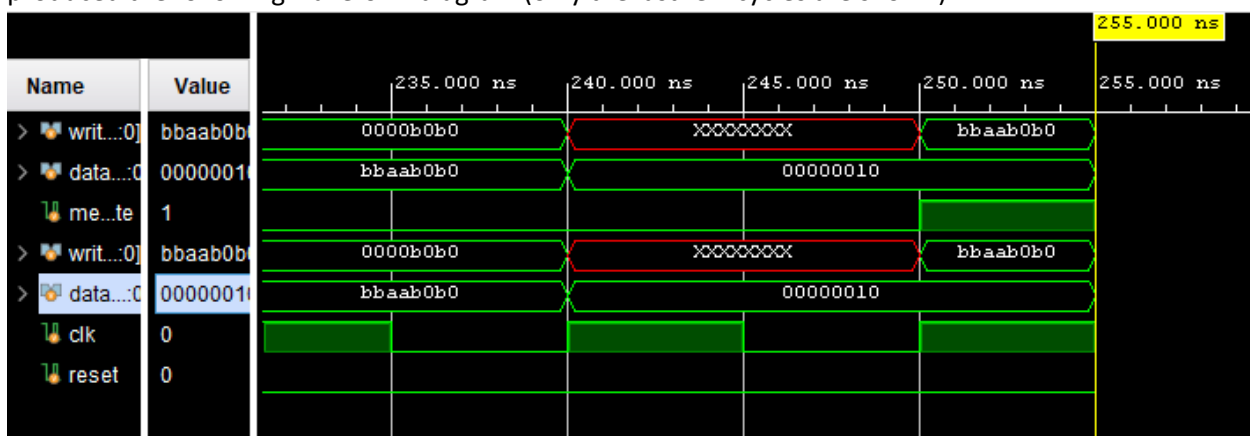 255.000 ns
Name Value 235.000 ns 240.000 ns 245.000 ns 250.000 ns 255.000 ns
> writ...:0] bbaab0b 0000b0b0 XXXXXXXX bbaab0b0
> data...:0 0000001 bbaab0b0 00000010
me...te 1
> writ...:0] bbaab0b 0000b0b0 XXXXXXXX bbaab0b0
> data...:0 0000001 bbaab0b0 00000010
clk 0
reset 0